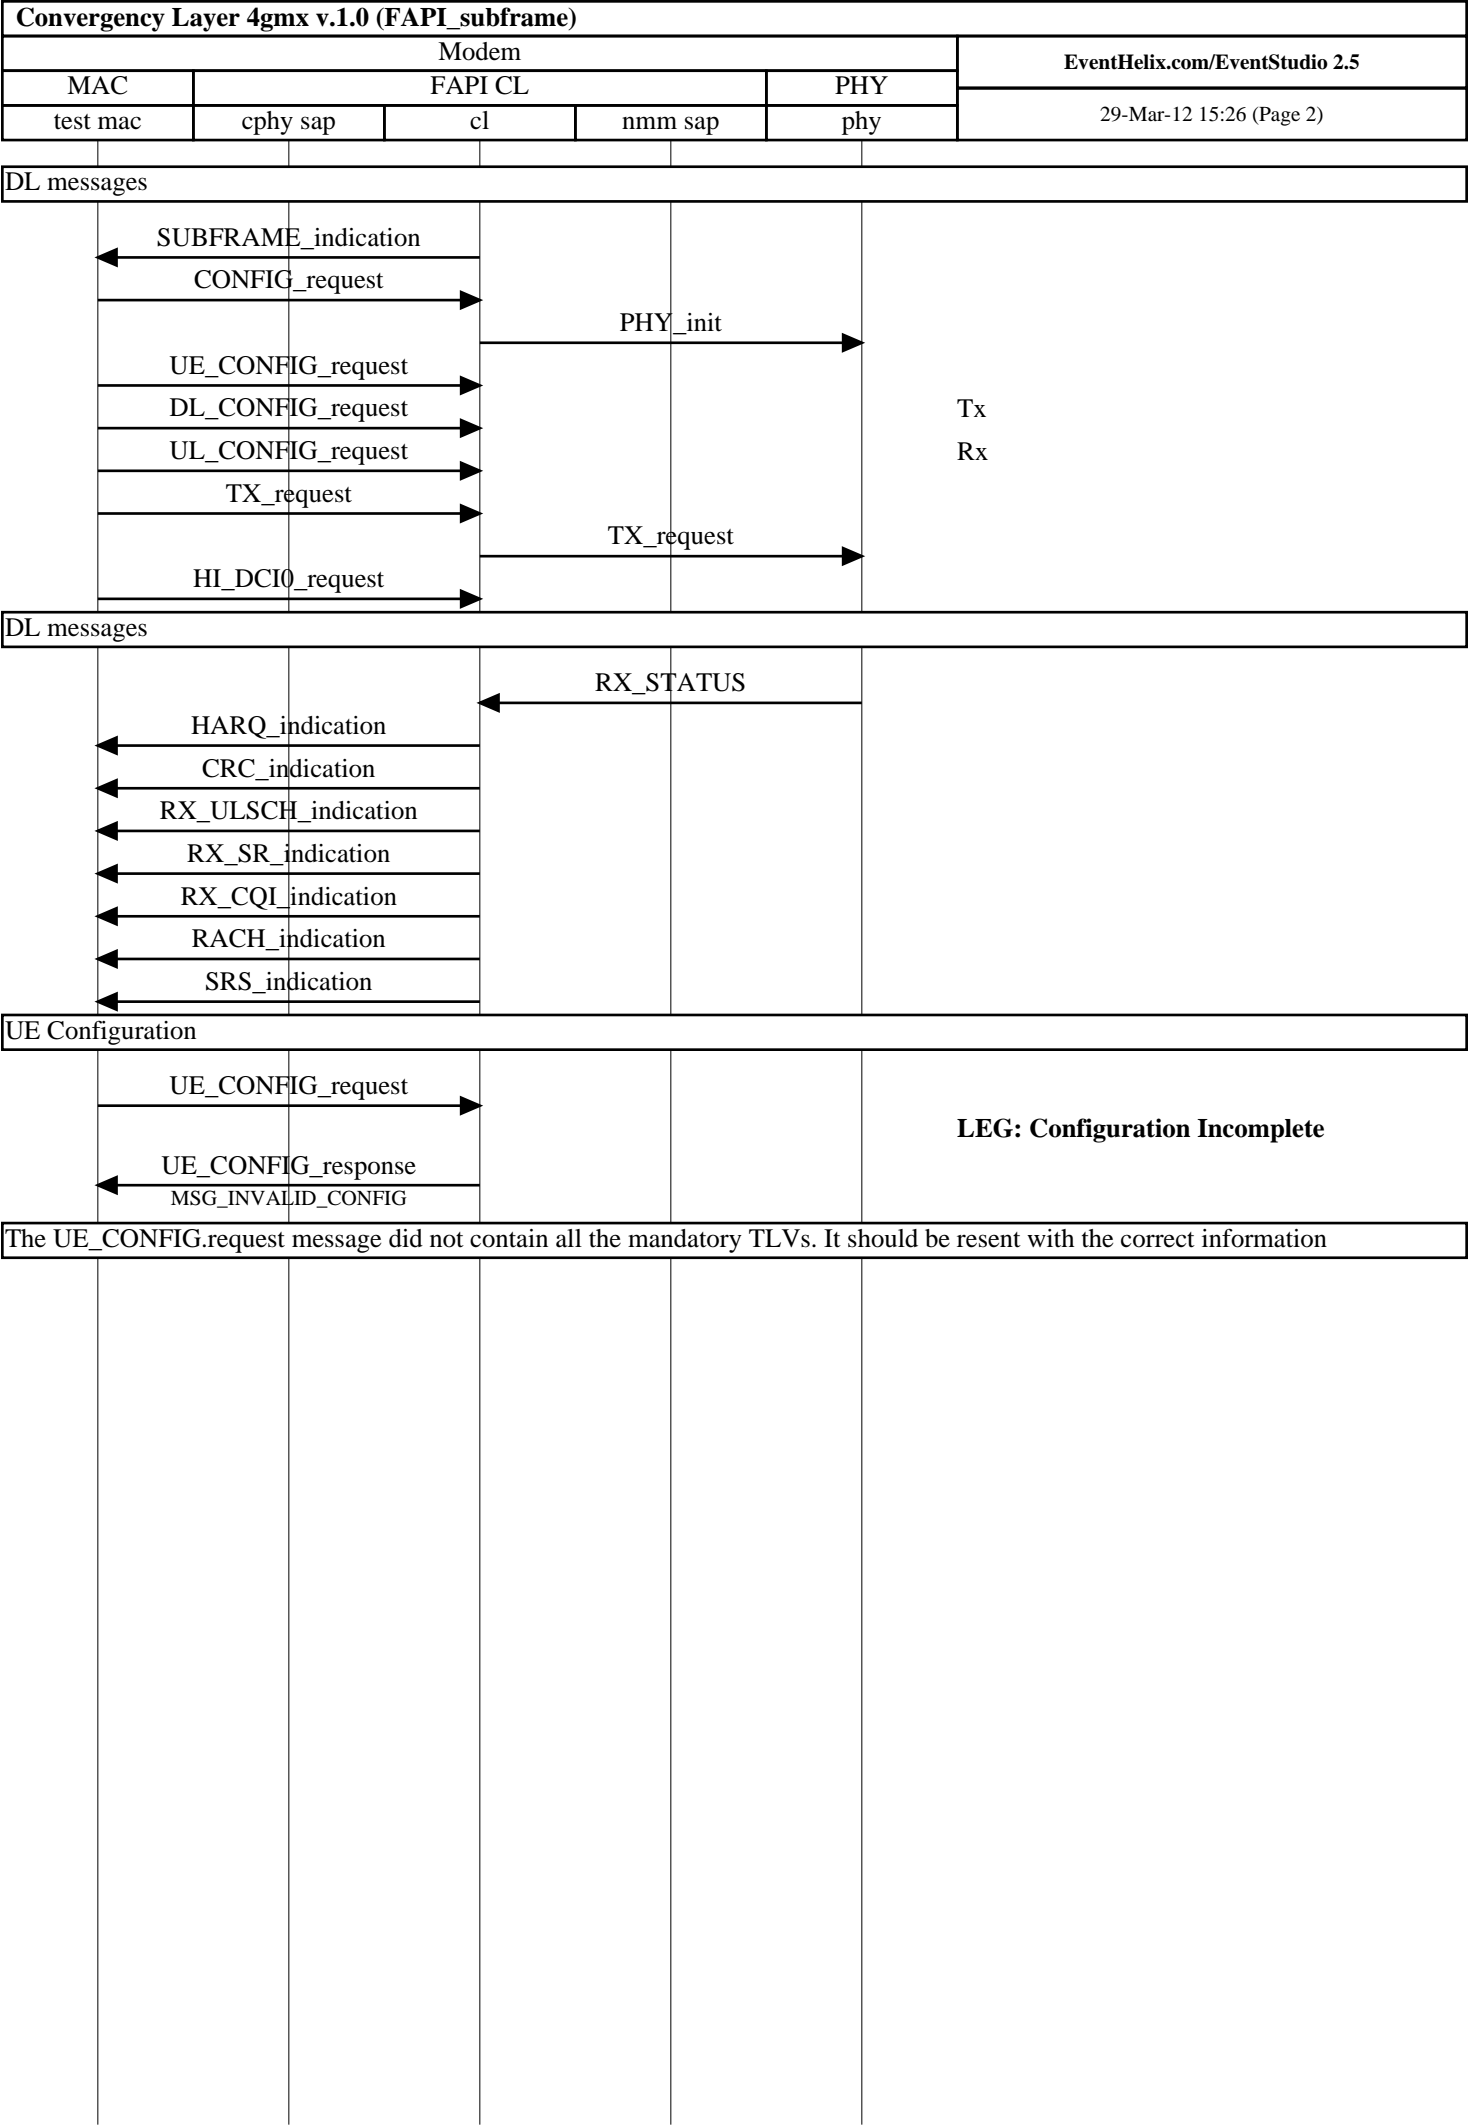 Convergency Layer 4gmx v.1.0 (FAPI_subframe)
Modem
EventHelix.com/EventStudio 2.5
MAC
FAPI CL
PHY
29-Mar-12 15:26 (Page 2)
test mac
cphy sap
cl
nmm sap
phy
DL messages
SUBFRAME_indication
CONFIG_request
PHY_init
UE_CONFIG_request
DL_CONFIG_request
Tx
UL_CONFIG_request
Rx
TX_request
TX_request
HI_DCI0_request
DL messages
RX_STATUS
HARQ_indication
CRC_indication
RX_ULSCH_indication
RX_SR_indication
RX_CQI_indication
RACH_indication
SRS_indication
UE Configuration
UE_CONFIG_request
LEG: Configuration Incomplete
UE_CONFIG_response
MSG_INVALID_CONFIG
The UE_CONFIG.request message did not contain all the mandatory TLVs. It should be resent with the correct information